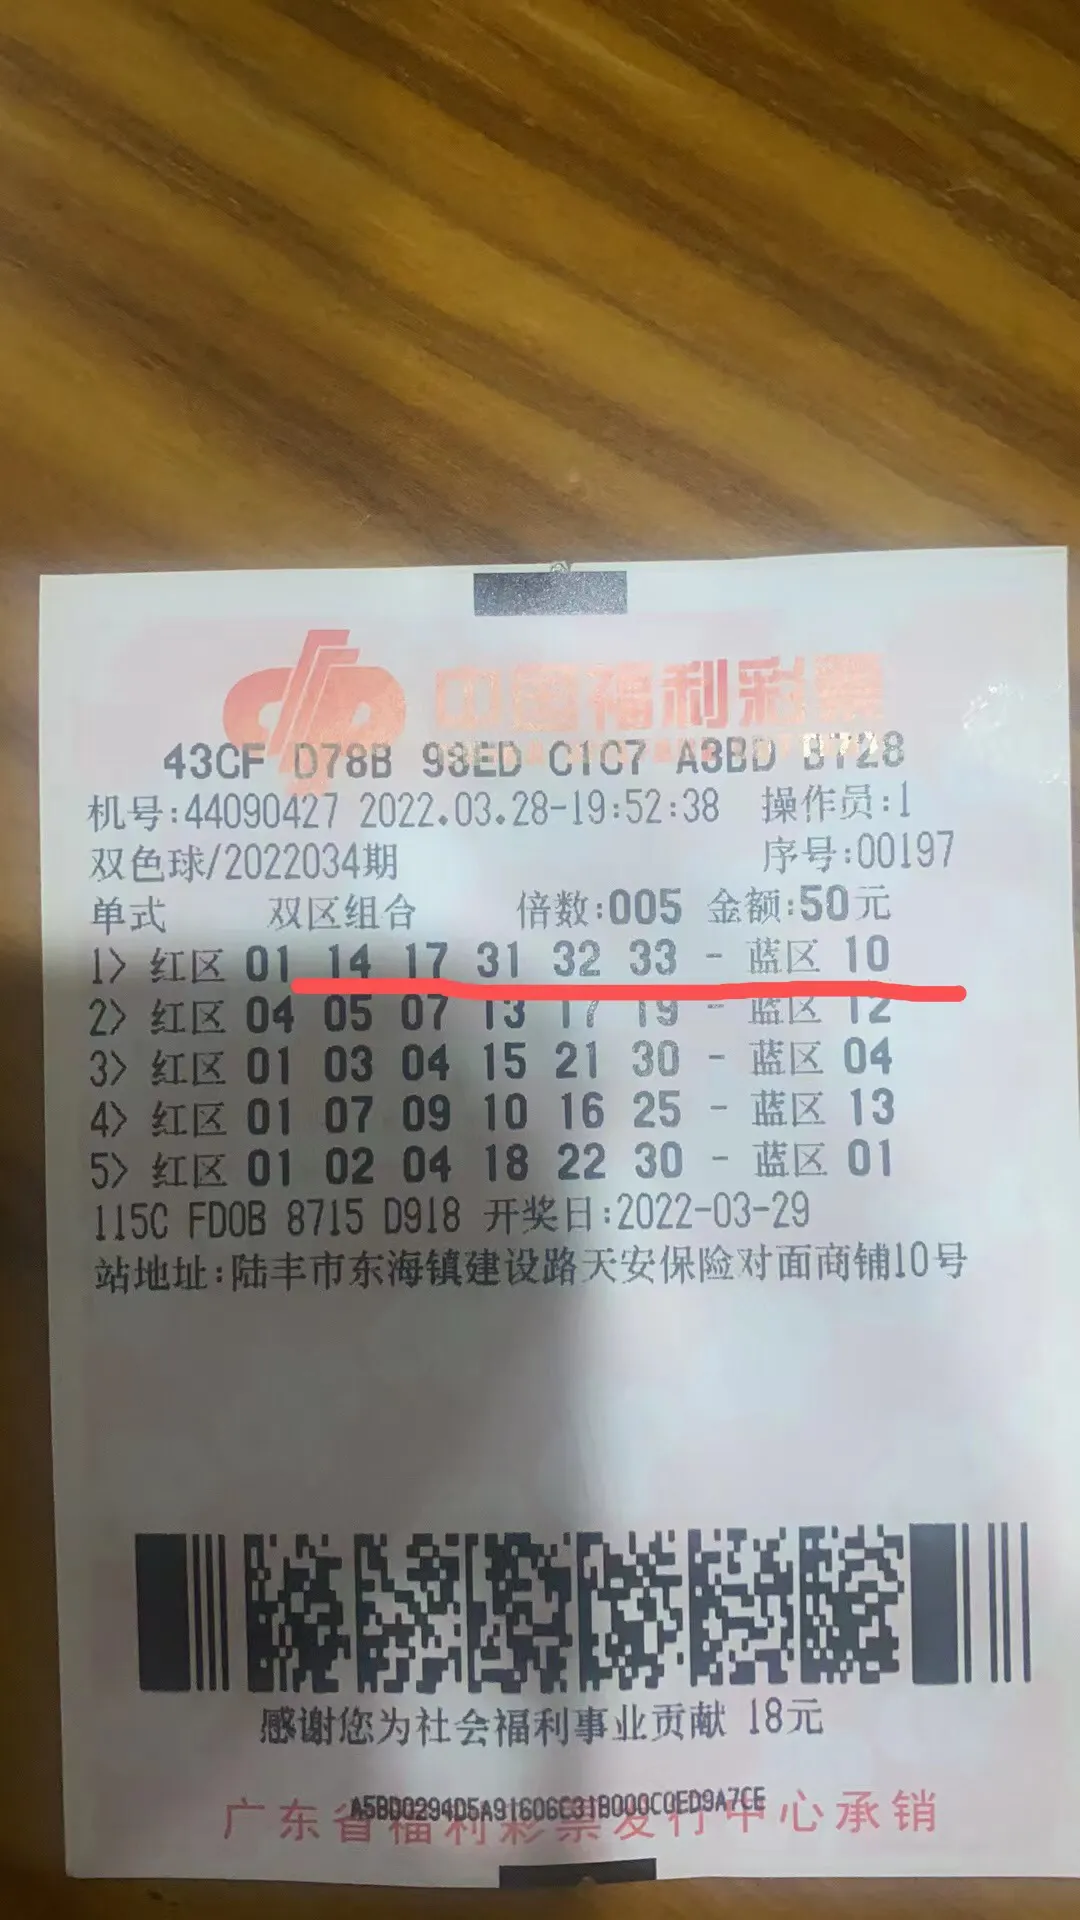 中国福利彩票
43CF D78B 93ED C1C7 A3BD B728
机号:44090427 2022.03.28-19:52:38 操作员:1
双色球/2022034期 序号:00197
单式 双区组合 倍数:005 金额:50元
1> 红区 01 14 17 31 32 33 - 蓝区 10
2> 红区 04 05 07 13 17 19 - 蓝区 12
3> 红区 01 03 04 15 21 30 - 蓝区 04
4> 红区 01 07 09 10 16 25 - 蓝区 13
5> 红区 01 02 04 18 22 30 - 蓝区 01
115C FD0B 8715 D918 开奖日:2022-03-29
站地址:陆丰市东海镇建设路天安保险对面商铺10号
感谢您为社会福利事业贡献 18元
A5BD0294D5A91606C31B000C0ED9A7CE
广东省福利彩票发行中心承销